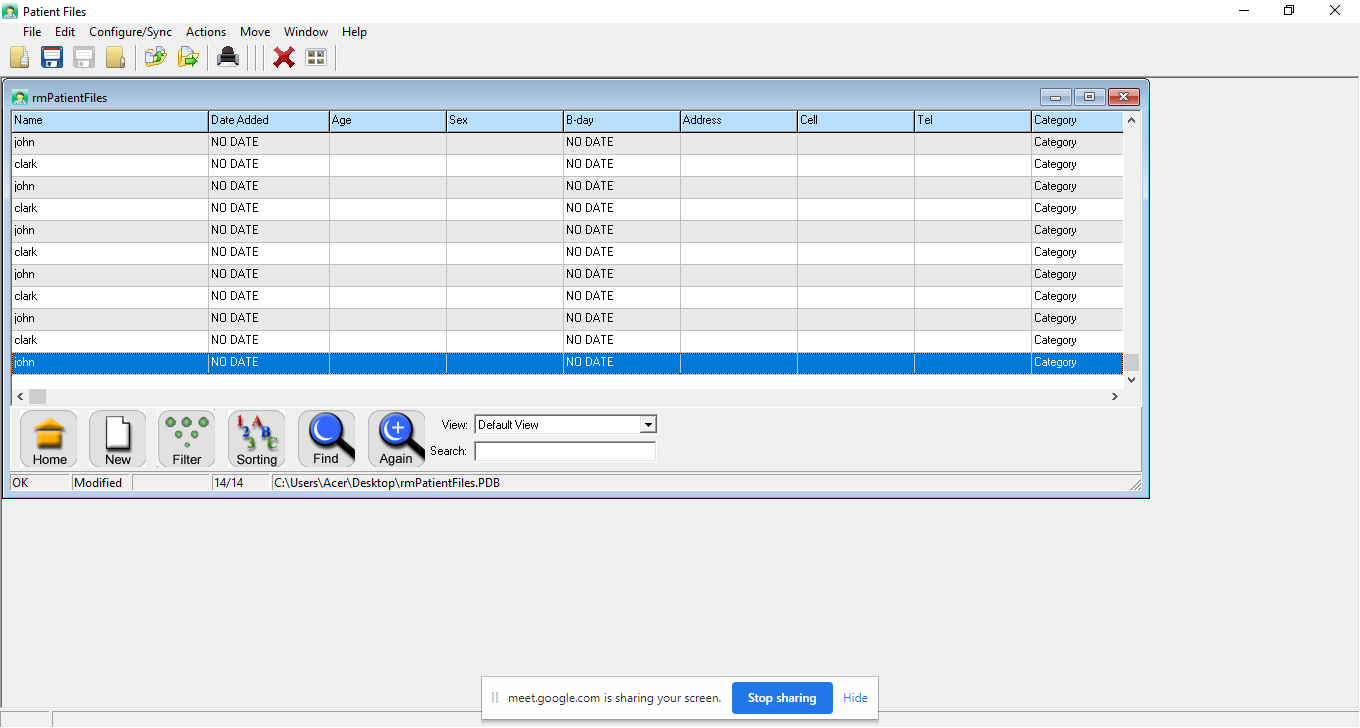 Patient Files
File Edit Configure/Sync Actions Move Window Help
rmPatientFiles
Name Date Added Age Sex B-day Address Cell Tel Category
john NO DATE NO DATE Category
clark NO DATE NO DATE Category
john NO DATE NO DATE Category
clark NO DATE NO DATE Category
john NO DATE NO DATE Category
clark NO DATE NO DATE Category
john NO DATE NO DATE Category
clark NO DATE NO DATE Category
john NO DATE NO DATE Category
clark NO DATE NO DATE Category
john NO DATE NO DATE Category
Home New Filter Sorting Find Again
1 2 3 A B C
View: Default View
Search:
OK Modified 14/14 C:\Users\Acer\Desktop\rmPatientFiles.PDB
meet.google.com is sharing your screen. Stop sharing Hide